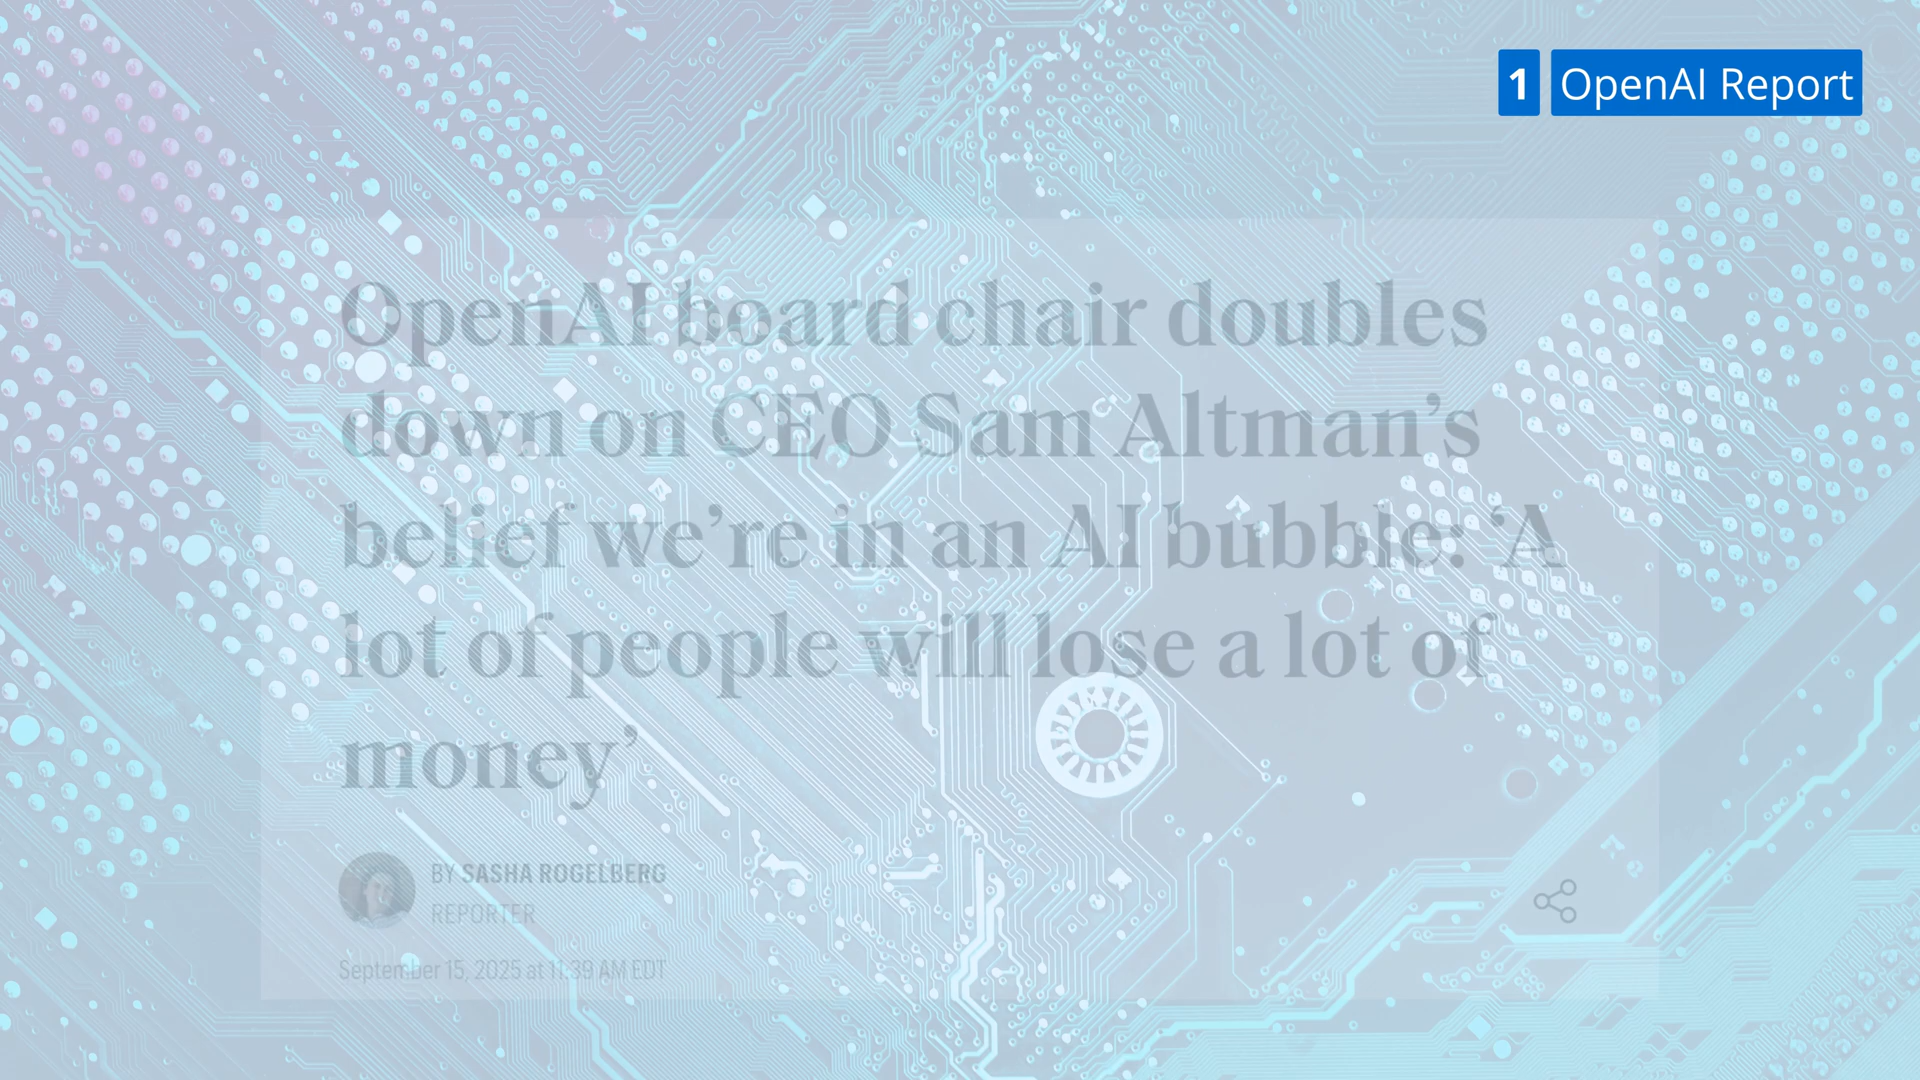 1 OpenAI Report
OpenAI board chair doubles
down on CEO Sam Altman’s
belief we’re in an AI bubble: ‘A
lot of people will lose a lot of
money’
BY SASHA ROGELBERG
REPORTER
September 15, 2025 at 11:39 AM EDT